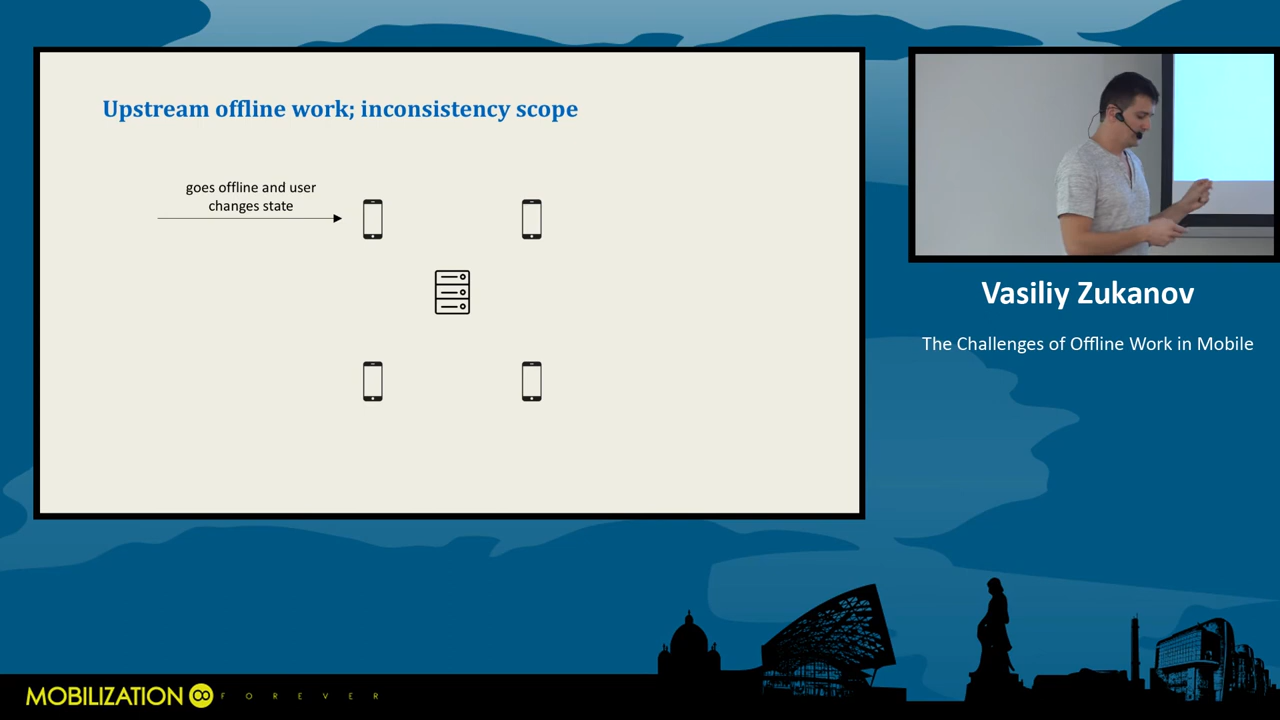 Upstream offline work; inconsistency scope
goes offline and user
changes state
Vasiliy Zukanov
The Challenges of Offline Work in Mobile
MOBILIZATION
FOREVER